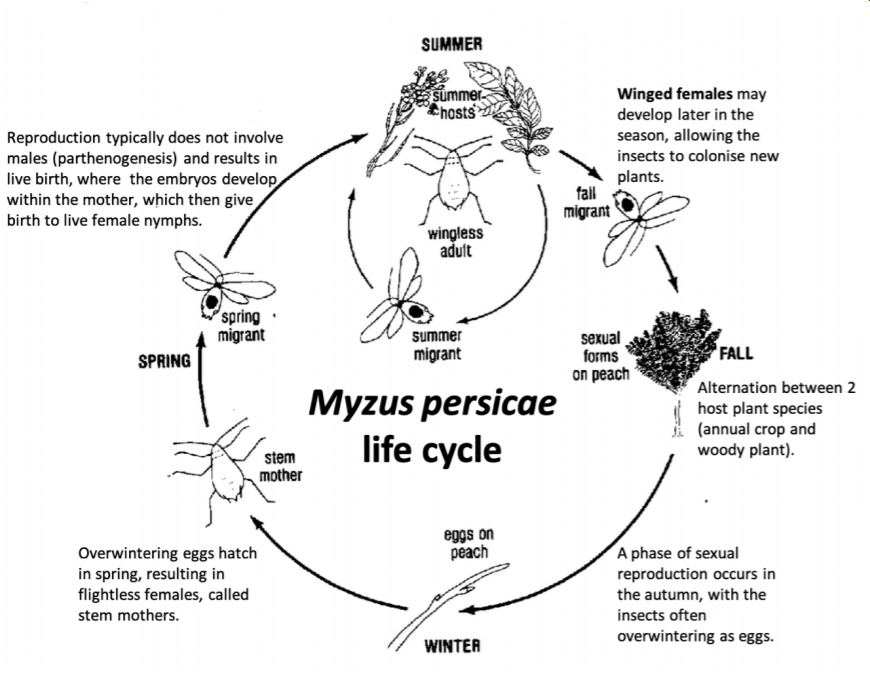 SUMMER
summer
hosts
wingless
adult
summer
migrant
Winged females may
develop later in the
season, allowing the
insects to colonise new
plants.
fall
migrant
sexual
forms
on peach
FALL
Alternation between 2
host plant species
(annual crop and
woody plant).
A phase of sexual
reproduction occurs in
the autumn, with the
insects often
overwintering as eggs.
eggs on
peach
WINTER
Overwintering eggs hatch
in spring, resulting in
flightless females, called
stem mothers.
stem
mother
SPRING
spring
migrant
Reproduction typically does not involve
males (parthenogenesis) and results in
live birth, where the embryos develop
within the mother, which then give
birth to live female nymphs.
Myzus persicae
life cycle